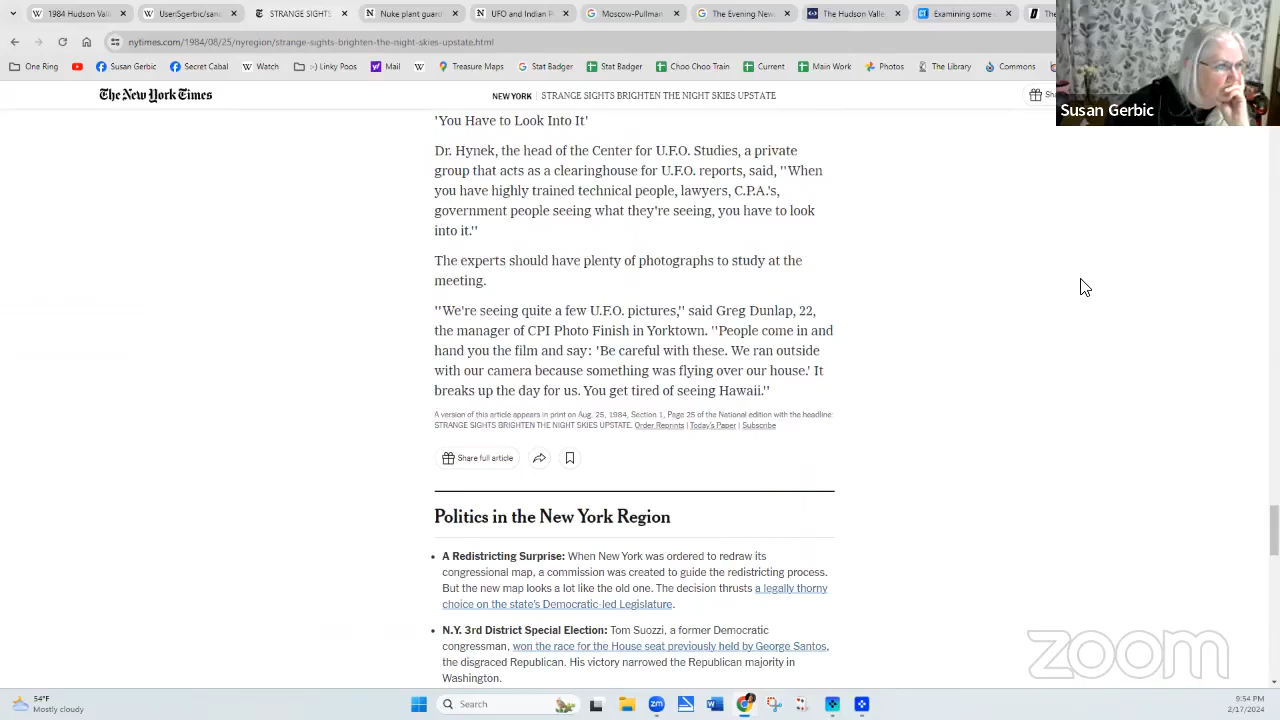 1984 Hudson Va
UserGerbic/sand
STRANGE SIGHTS
Nuke plant guar
UFO and Indian P
Moscow-Pullman
The Evening New
The Hudson Valle
Examining some
nytimes.com/1984/08/25/nyregion/strange-sights-brighten-the-night-skies-upstate.html
One Ring
Susan Gerbic
Secret Cabal
Watch
:-) Linky Pool
Mail
Treasure Maps
Stat Badger
Stat Badger
Choo Choo Train
Current
Main Work
Photos
The Library
Commons
The New York Times
NEW YORK | STRANGE SIGHTS BRIGHTEN THE NIGHT SKIES UPSTATE
Susan Gerbic
'You Have to Look Into It'
Dr. Hynek, the head of the Center for U.F.O. Studies, a private
group that acts as a clearinghouse for U.F.O. reports, said, ''When
you have highly trained technical people, lawyers, C.P.A.'s,
government people seeing what they're seeing, you have to look
into it.''
The experts should have plenty of photographs to study at the
meeting.
''We're seeing quite a few U.F.O. pictures,'' said Greg Dunlap, 22,
the manager of CPI Photo Finish in Yorktown. ''People come in and
hand you the film and say: 'Be careful with these. We ran outside
with our camera because something was flying over our house.' It
breaks up the day for us. You get tired of seeing Hawaii.''
A version of this article appears in print on Aug. 25, 1984, Section 1, Page 25 of the National edition with the headline:
STRANGE SIGHTS BRIGHTEN THE NIGHT SKIES UPSTATE. Order Reprints | Today's Paper | Subscribe
Share full article
Politics in the New York Region
• A Redistricting Surprise: When New York was ordered to redraw its
congressional map, a commission was created to guide the redistricting process.
But the new map looks a lot like the old one. The decision thrusts a legally thorny
choice on the state's Democratic-led Legislature.
• N.Y. 3rd District Special Election: Tom Suozzi, a former Democratic
congressman, won the race for the House seat previously held by George Santos,
the disgraced Republican. His victory narrowed the Republican majority in
Washington.
zoom
54°F
Mostly cloudy
Search
9:54 PM
2/17/2024